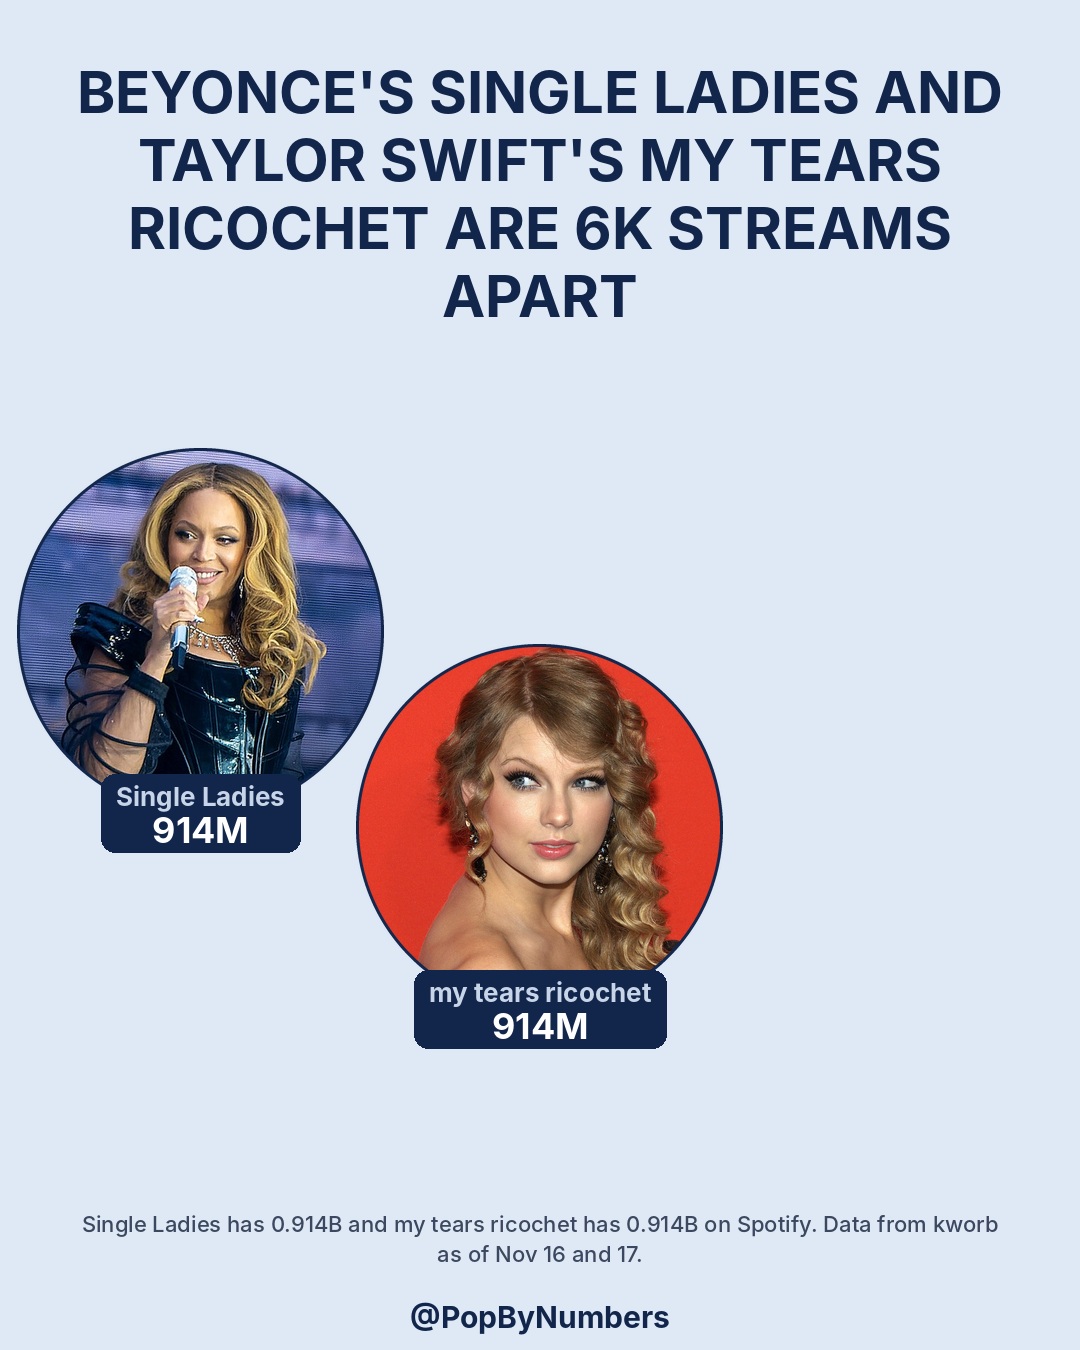 BEYONCE'S SINGLE LADIES AND
TAYLOR SWIFT'S MY TEARS
RICOCHET ARE 6K STREAMS
APART
Single Ladies
914M
my tears ricochet
914M
Single Ladies has 0.914B and my tears ricochet has 0.914B on Spotify. Data from kworb
as of Nov 16 and 17.
@PopByNumbers